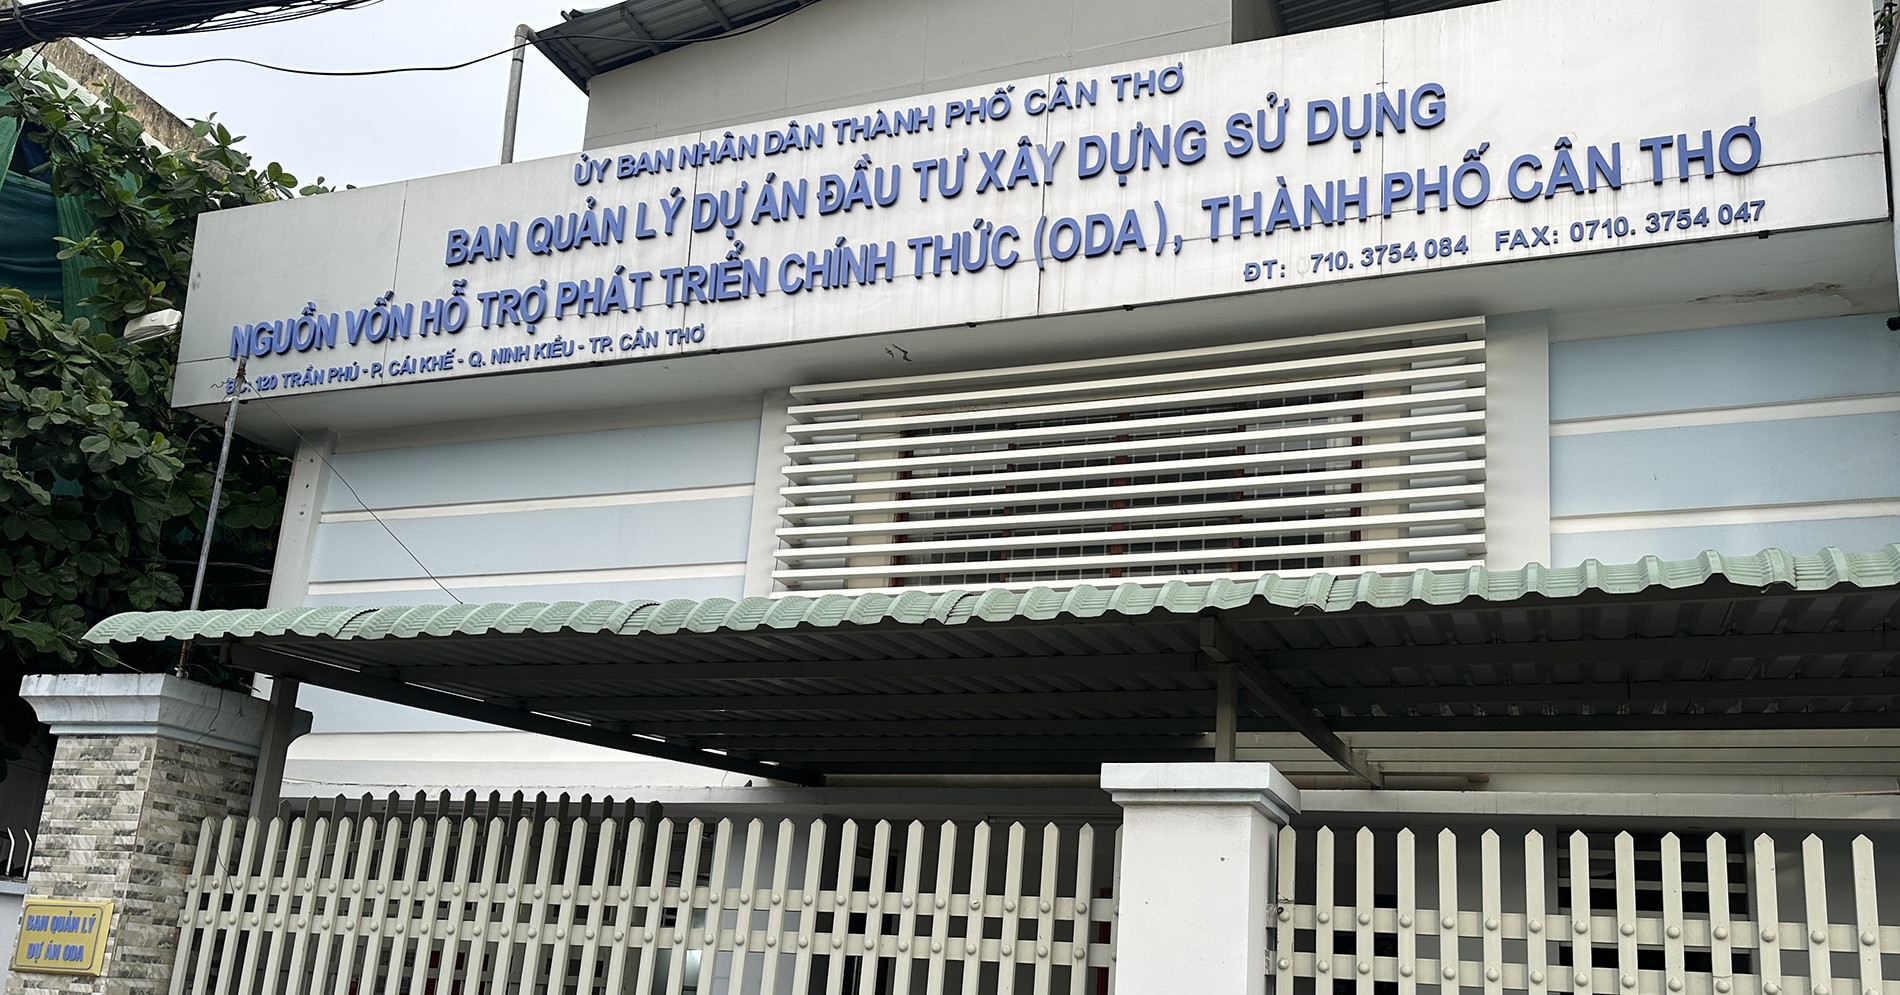 ỦY BAN NHÂN DÂN THÀNH PHỐ CẦN THƠ
BAN QUẢN LÝ DỰ ÁN ĐẦU TƯ XÂY DỰNG SỬ DỤNG
NGUỒN VỐN HỖ TRỢ PHÁT TRIỂN CHÍNH THỨC (ODA), THÀNH PHỐ CẦN THƠ
ĐC: 120 TRẦN PHÚ - P. CÁI KHẾ - Q. NINH KIỀU - TP. CẦN THƠ
ĐT: 0710. 3754 084 FAX: 0710. 3754 047
BAN QUẢN LÝ
DỰ ÁN ODA